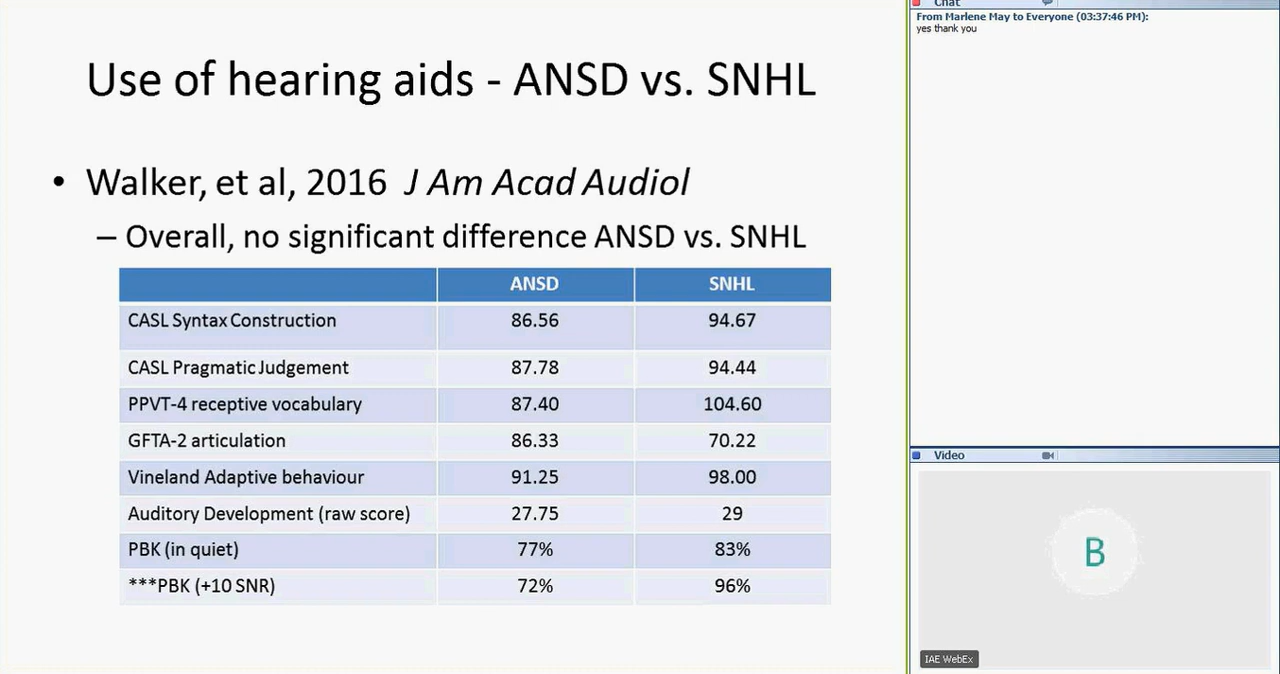 Use of hearing aids - ANSD vs. SNHL
• Walker, et al, 2016 J Am Acad Audiol
– Overall, no significant difference ANSD vs. SNHL
ANSD SNHL
CASL Syntax Construction 86.56 94.67
CASL Pragmatic Judgement 87.78 94.44
PPVT-4 receptive vocabulary 87.40 104.60
GFTA-2 articulation 86.33 70.22
Vineland Adaptive behaviour 91.25 98.00
Auditory Development (raw score) 27.75 29
PBK (in quiet) 77% 83%
***PBK (+10 SNR) 72% 96%
Chat
From Marlene May to Everyone (03:37:46 PM):
yes thank you
Video
B
IAE WebEx